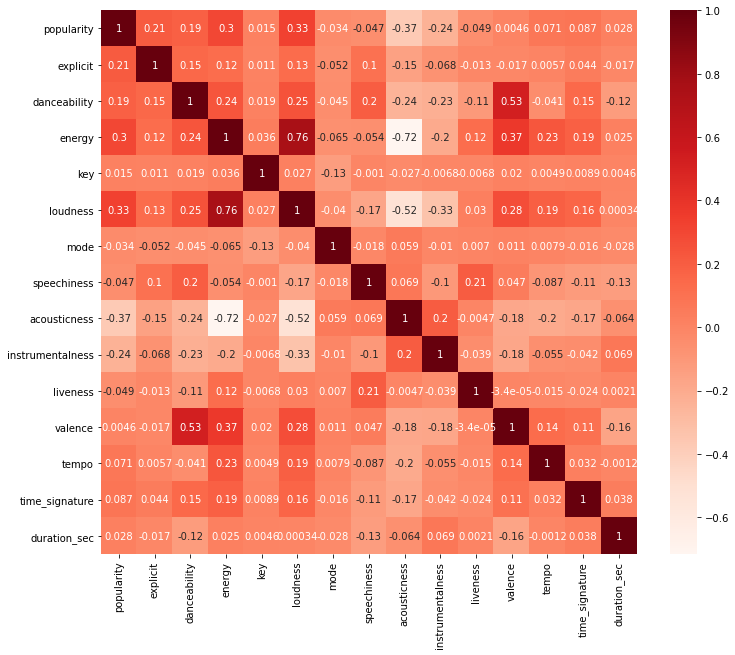 popularity 1 0.21 0.19 0.3 0.015 0.33 -0.034 -0.047 -0.37 -0.24 -0.049 0.0046 0.071 0.087 0.028
explicit 0.21 1 0.15 0.12 0.011 0.13 -0.052 0.1 -0.15 -0.068 -0.013 -0.017 0.0057 0.044 -0.017
danceability 0.19 0.15 1 0.24 0.019 0.25 -0.045 0.2 -0.24 -0.23 -0.11 0.53 -0.041 0.15 -0.12
energy 0.3 0.12 0.24 1 0.036 0.76 -0.065 -0.054 -0.72 -0.2 0.12 0.37 0.23 0.19 0.025
key 0.015 0.011 0.019 0.036 1 0.027 -0.13 -0.001 -0.027 -0.0068 -0.0068 0.02 0.0049 0.0089 0.0046
loudness 0.33 0.13 0.25 0.76 0.027 1 -0.04 -0.17 -0.52 -0.33 0.03 0.28 0.19 0.16 0.00034
mode -0.034 -0.052 -0.045 -0.065 -0.13 -0.04 1 -0.018 0.059 -0.01 0.007 0.011 0.0079 -0.016 -0.028
speechiness -0.047 0.1 0.2 -0.054 -0.001 -0.17 -0.018 1 0.069 -0.1 0.21 0.047 -0.087 -0.11 -0.13
acousticness -0.37 -0.15 -0.24 -0.72 -0.027 -0.52 0.059 0.069 1 0.2 -0.0047 -0.18 -0.2 -0.17 -0.064
instrumentalness -0.24 -0.068 -0.23 -0.2 -0.0068 -0.33 -0.01 -0.1 0.2 1 -0.039 -0.18 -0.055 -0.042 0.069
liveness -0.049 -0.013 -0.11 0.12 -0.0068 0.03 0.007 0.21 -0.0047 -0.039 1 -3.4e-05 -0.015 -0.024 0.0021
valence 0.0046 -0.017 0.53 0.37 0.02 0.28 0.011 0.047 -0.18 -0.18 -3.4e-05 1 0.14 0.11 -0.16
tempo 0.071 0.0057 -0.041 0.23 0.0049 0.19 0.0079 -0.087 -0.2 -0.055 -0.015 0.14 1 0.032 -0.0012
time_signature 0.087 0.044 0.15 0.19 0.0089 0.16 -0.016 -0.11 -0.17 -0.042 -0.024 0.11 0.032 1 0.038
duration_sec 0.028 -0.017 -0.12 0.025 0.0046 0.00034 -0.028 -0.13 -0.064 0.069 0.0021 -0.16 -0.0012 0.038 1
popularity explicit danceability energy key loudness mode speechiness acousticness instrumentalness liveness valence tempo time_signature duration_sec
1.0
0.8
0.6
0.4
0.2
0.0
−0.2
−0.4
−0.6